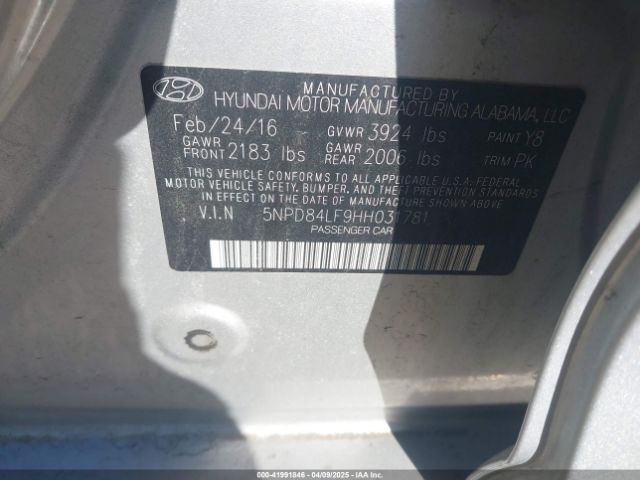 MANUFACTURED BY
HYUNDAI MOTOR MANUFACTURING ALABAMA, LLC
Feb/24/16 GVWR 3924 lbs PAINT Y8
GAWR FRONT 2183 lbs GAWR REAR 2006 lbs TRIM PK
THIS VEHICLE CONFORMS TO ALL APPLICABLE U.S.A. FEDERAL
MOTOR VEHICLE SAFETY, BUMPER, AND THEFT PREVENTION STANDARDS
IN EFFECT ON THE DATE OF MANUFACTURE SHOWN ABOVE.
V.I.N 5NPD84LF9HH031781
PASSENGER CAR
000-41991846 - 04/09/2025 - IAAI.COM